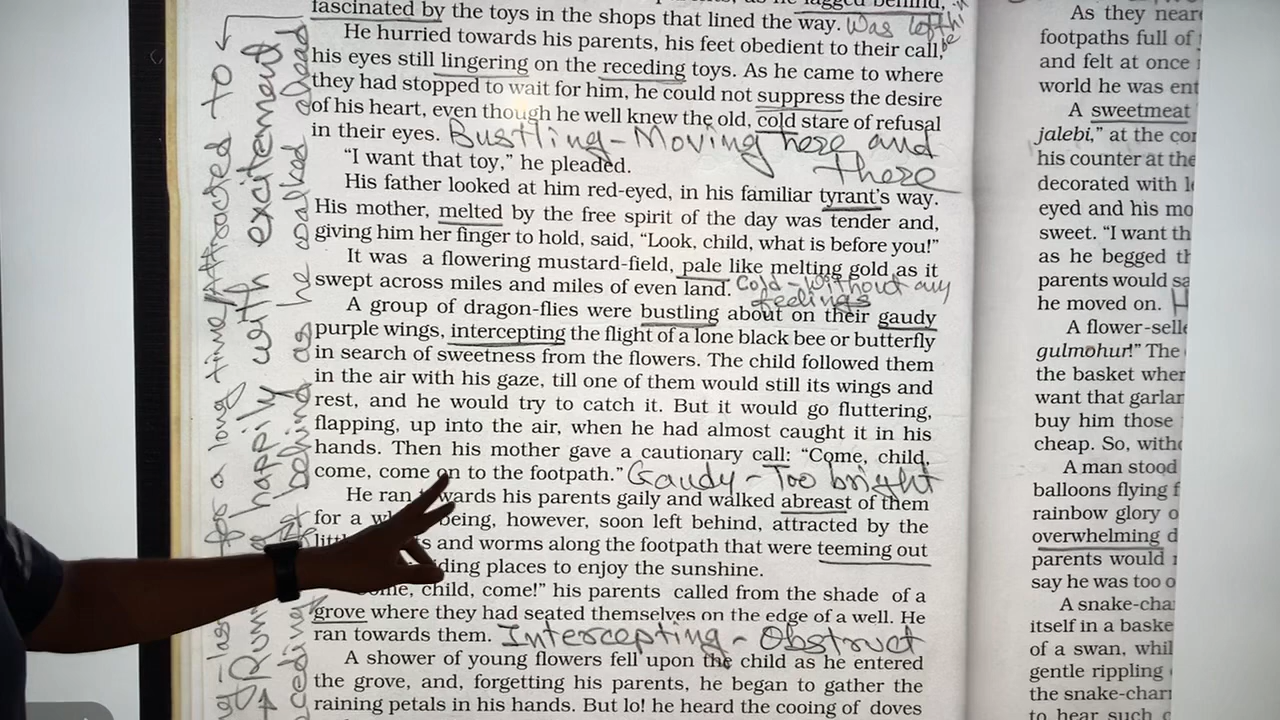 fascinated by the toys in the shops that lined the way. Was left
He hurried towards his parents, his feet obedient to their call, be
his eyes still lingering on the receding toys. As he came to where
they had stopped to wait for him, he could not suppress the desire
of his heart, even though he well knew the old, cold stare of refusal
in their eyes. Bustling-Moving here and
there
“I want that toy,” he pleaded.
His father looked at him red-eyed, in his familiar tyrant's way.
His mother, melted by the free spirit of the day was tender and,
giving him her finger to hold, said, “Look, child, what is before you!”
It was a flowering mustard-field, pale like melting gold as it
swept across miles and miles of even land. Cold-Without any
feelings
A group of dragon-flies were bustling about on their gaudy
purple wings, intercepting the flight of a lone black bee or butterfly
in search of sweetness from the flowers. The child followed them
in the air with his gaze, till one of them would still its wings and
rest, and he would try to catch it. But it would go fluttering,
flapping, up into the air, when he had almost caught it in his
hands. Then his mother gave a cautionary call: “Come, child,
come, come on to the footpath.” Gaudy-Too bright
He ran towards his parents gaily and walked abreast of them
for a being, however, soon left behind, attracted by the
and worms along the footpath that were teeming out
places to enjoy the sunshine.
child, come!” his parents called from the shade of a
grove where they had seated themselves on the edge of a well. He
ran towards them. Intercepting-Obstruct
A shower of young flowers fell upon the child as he entered
the grove, and, forgetting his parents, he began to gather the
raining petals in his hands. But lo! he heard the cooing of doves
for a long time/Attracted to
happily with excitement
behind as he walked ahead
As they
footpaths full of
and felt at once
world he was
A sweetmeat
jalebi,” at the
his counter at the
decorated with
eyed and his
sweet. “I want
as he begged
parents would
he moved on. H
A
gulmohur!” The
the basket
want that
buy him those
cheap. So,
A man stood
balloons flying
rainbow glory
overwhelming
parents would
say he was too
A
itself in a
of a swan,
gentle rippling
the
to hear such